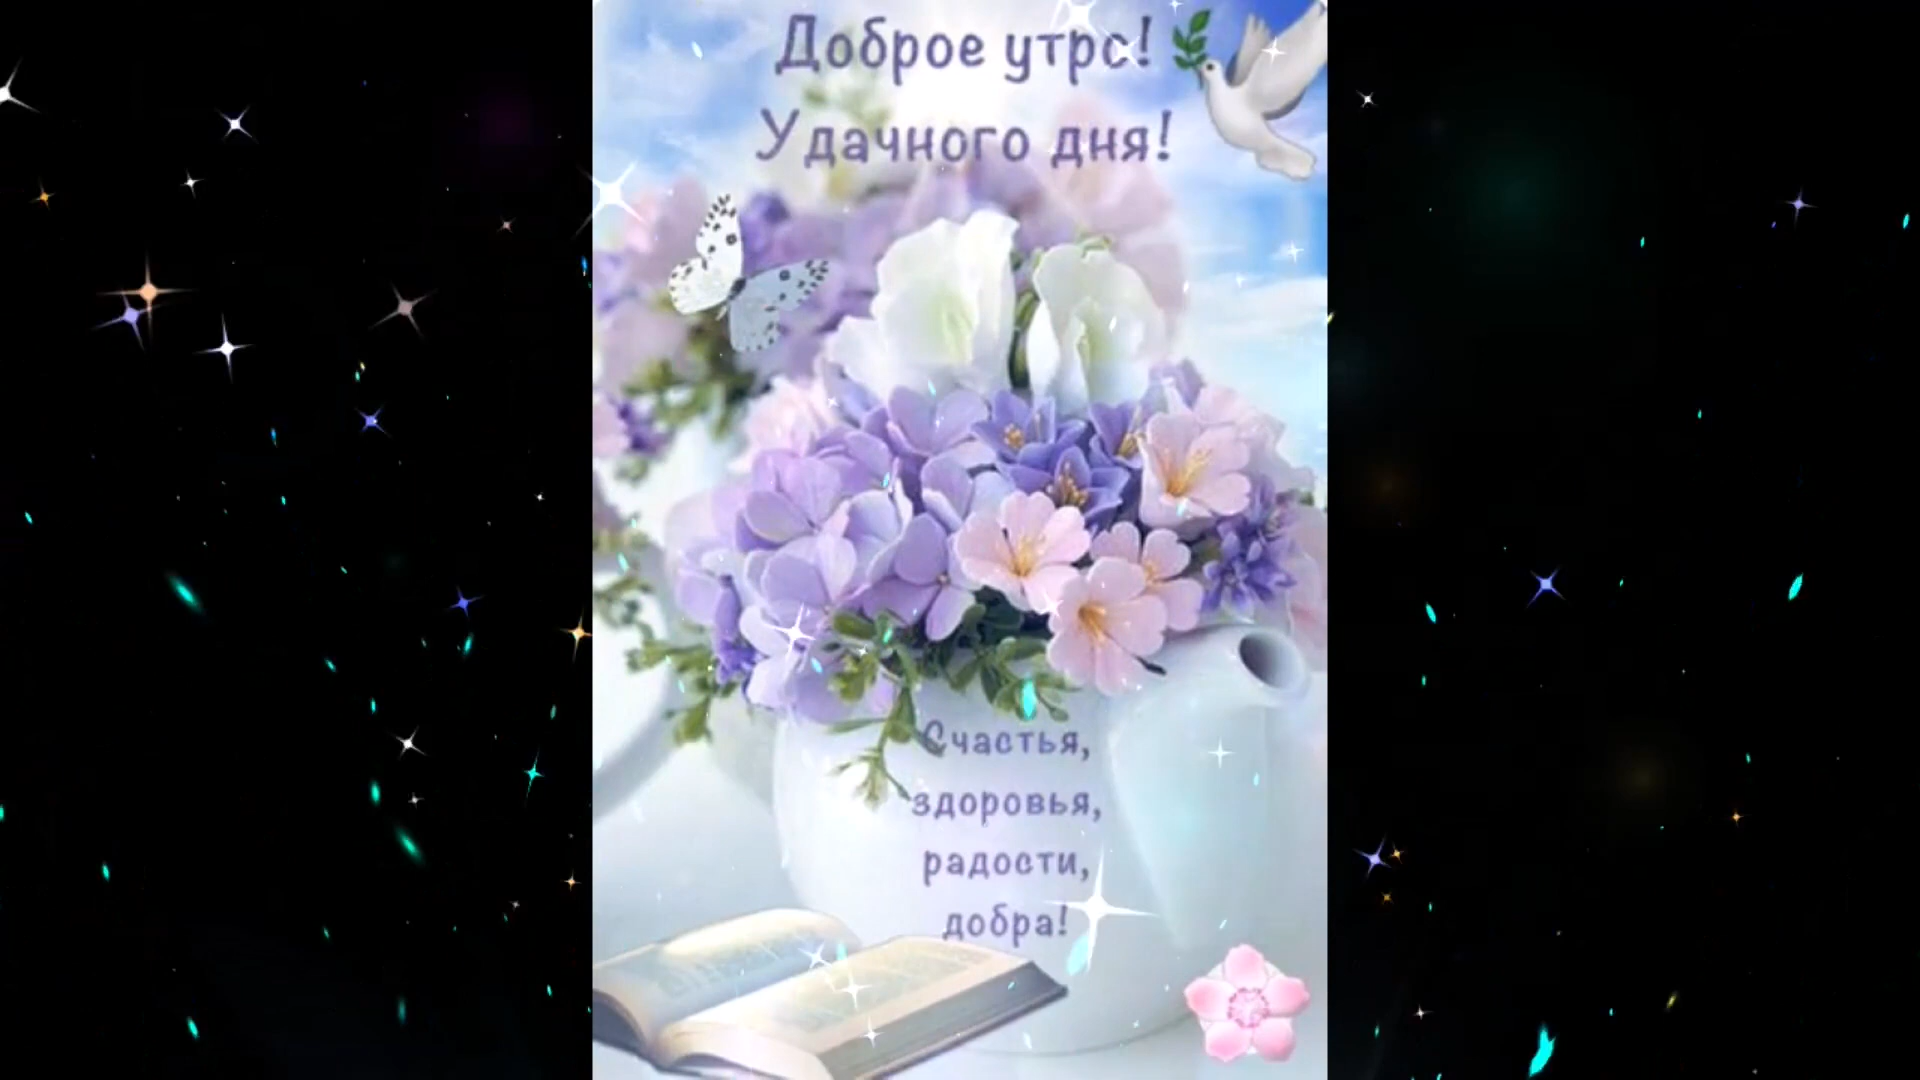 Доброе утро!
Удачного дня!
Счастья,
здоровья,
радости,
добра!